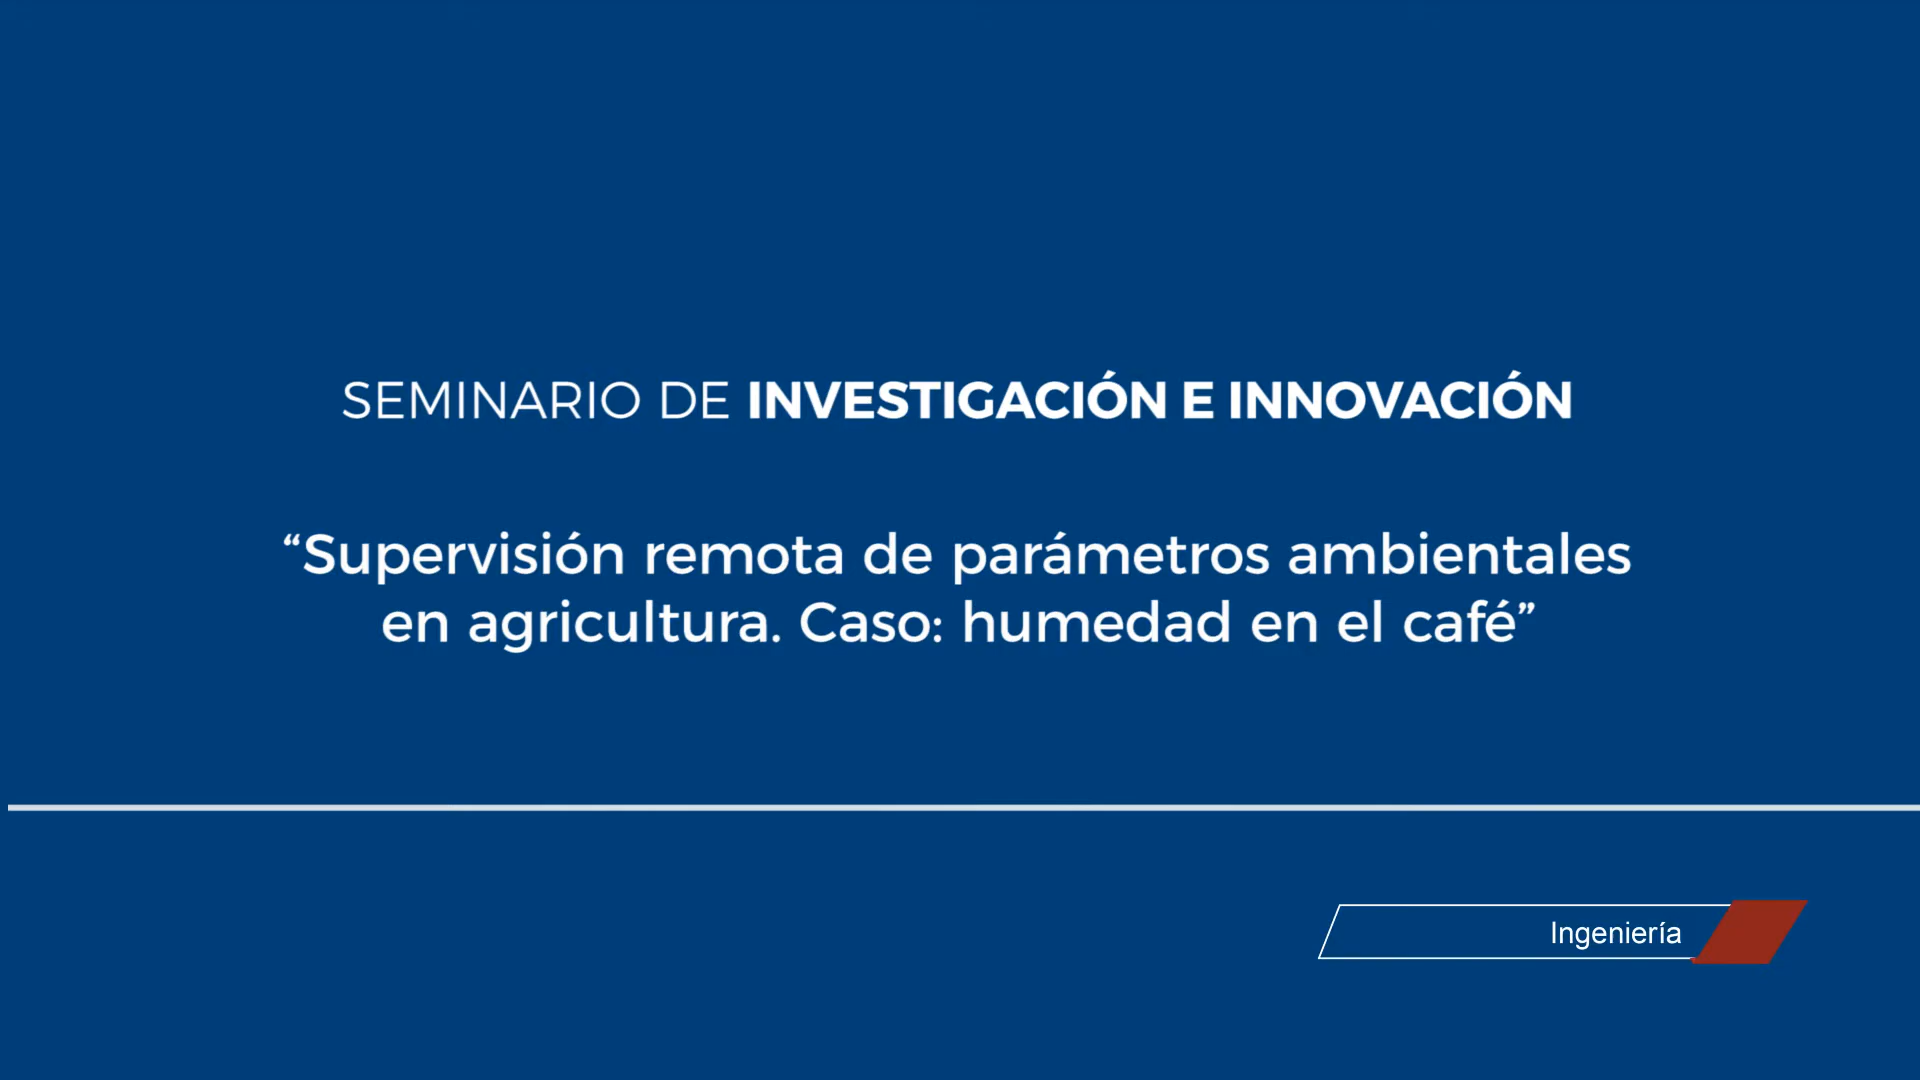 SEMINARIO DE INVESTIGACIÓN E INNOVACIÓN
“Supervisión remota de parámetros ambientales
en agricultura. Caso: humedad en el café”
Ingeniería